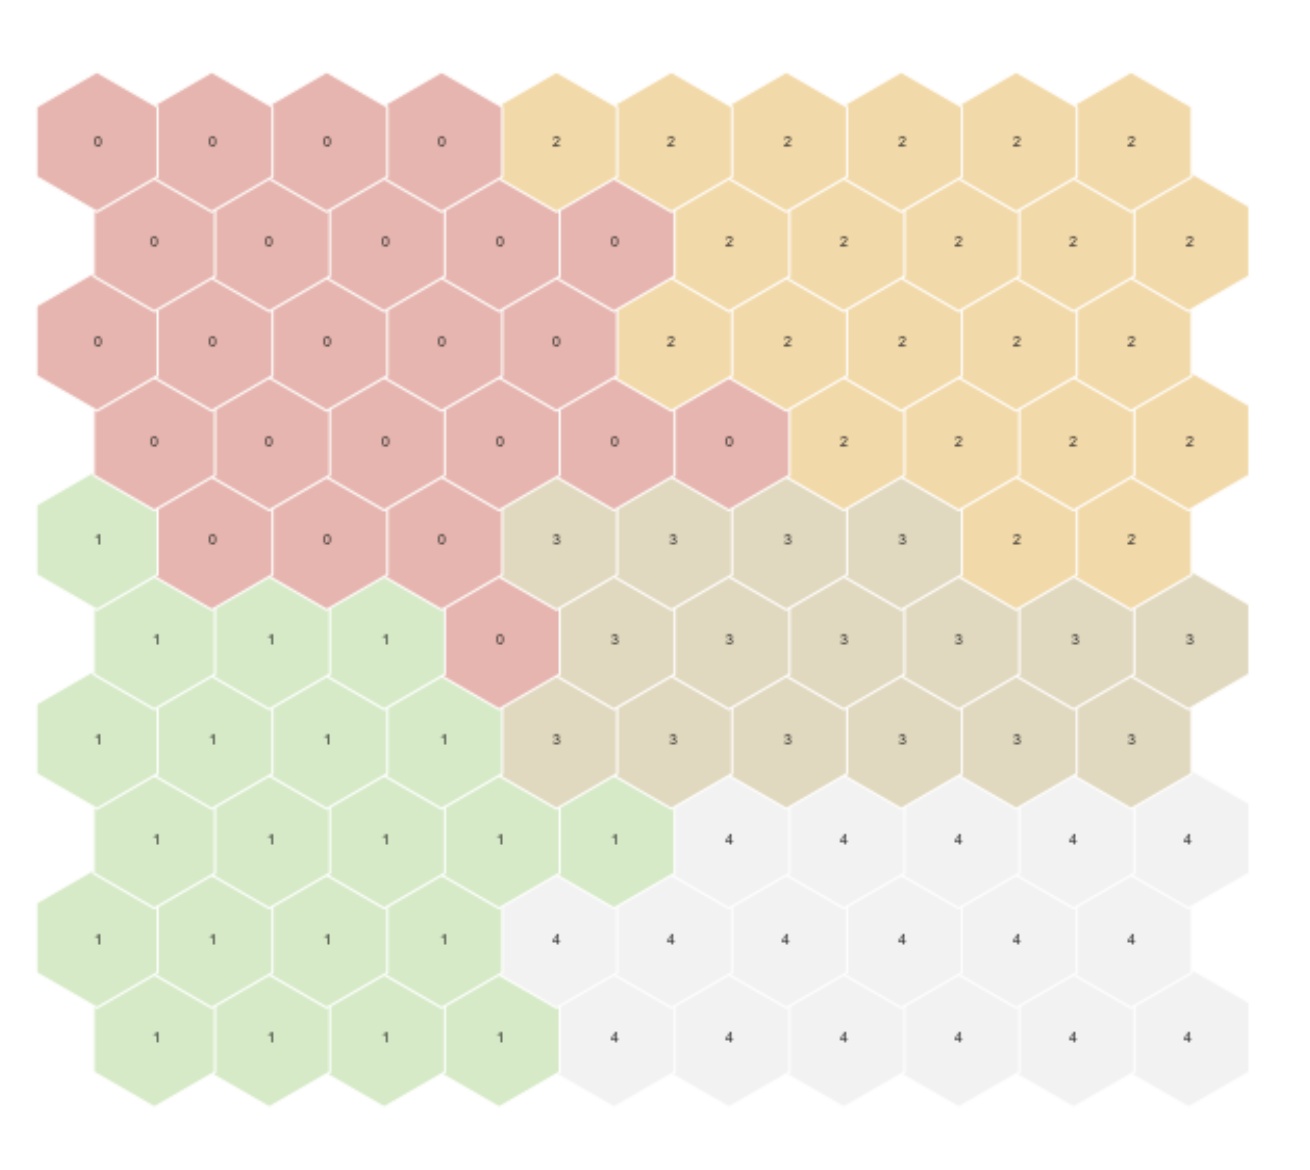 0 0 0 0 2 2 2 2 2 2
0 0 0 0 0 2 2 2 2 2
0 0 0 0 0 2 2 2 2 2
0 0 0 0 0 0 2 2 2 2
1 0 0 0 3 3 3 3 2 2
1 1 1 0 3 3 3 3 3 3
1 1 1 1 3 3 3 3 3 3
1 1 1 1 1 4 4 4 4 4
1 1 1 1 4 4 4 4 4 4
1 1 1 1 4 4 4 4 4 4